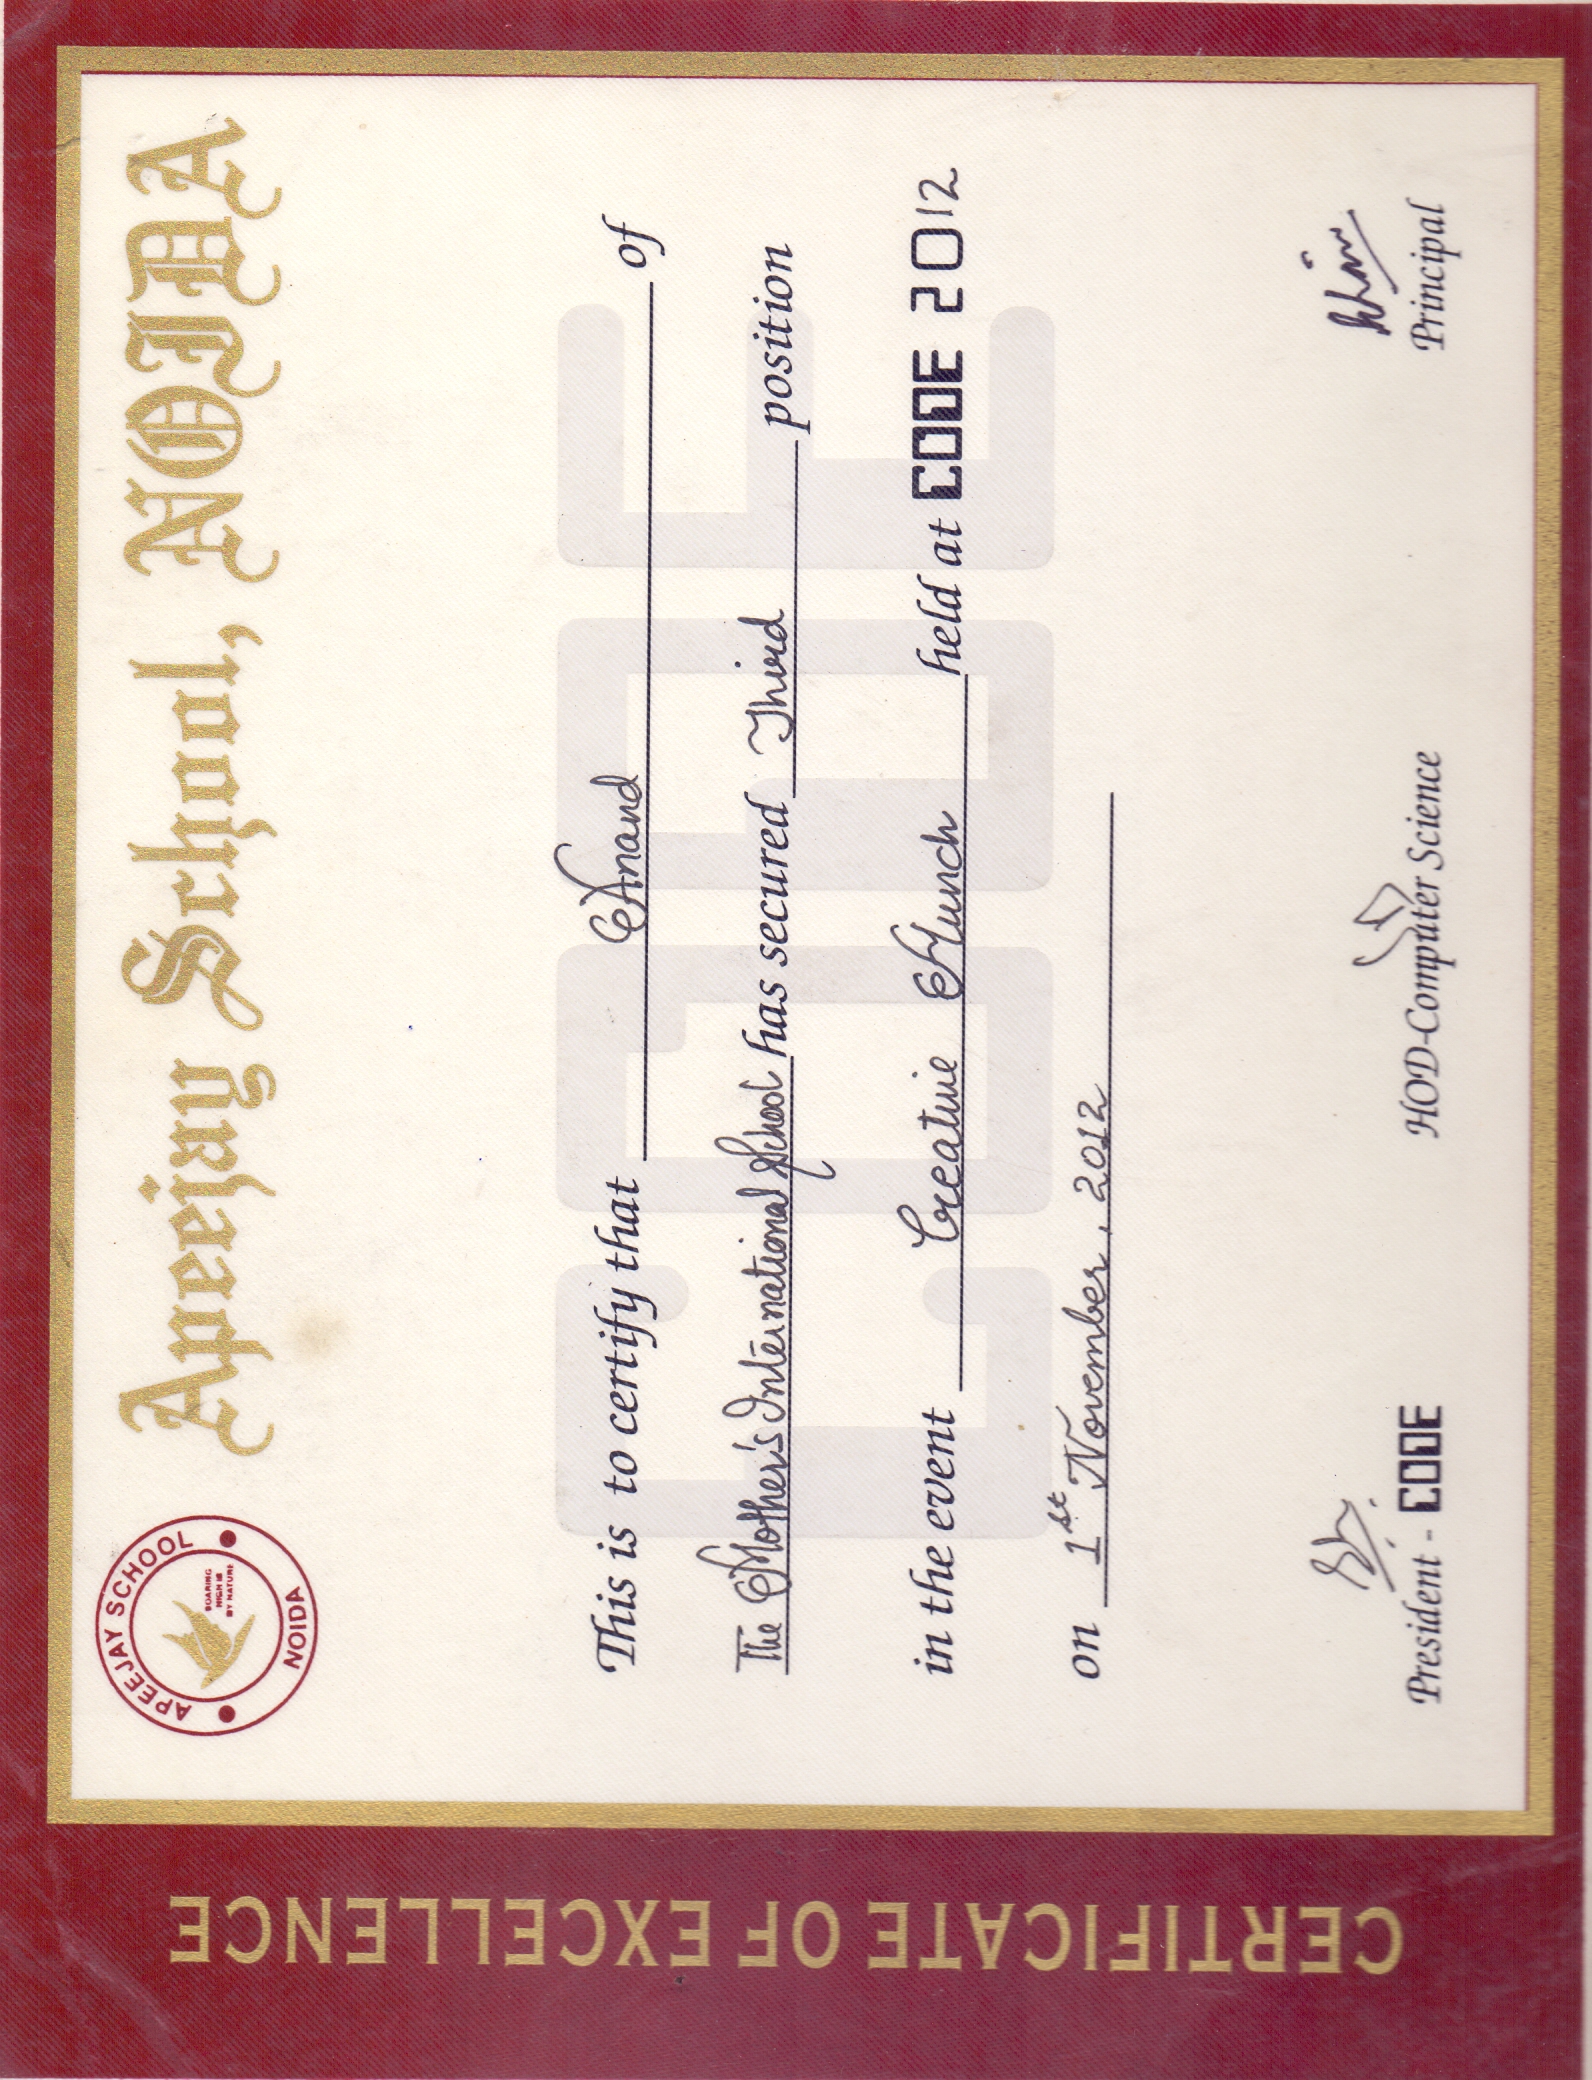 CERTIFICATE OF EXCELLENCE
APEEJAY SCHOOL
SOARING
HIGH IS
BY NATURE
NOIDA
Apeejay School, NOIDA
CODE
This is to certify that Anand of
The Mother's International School has secured Third position
in the event Creative Hunch held at CODE 2012
on 1st November, 2012
President - CODE
HOD-Computer Science
Principal